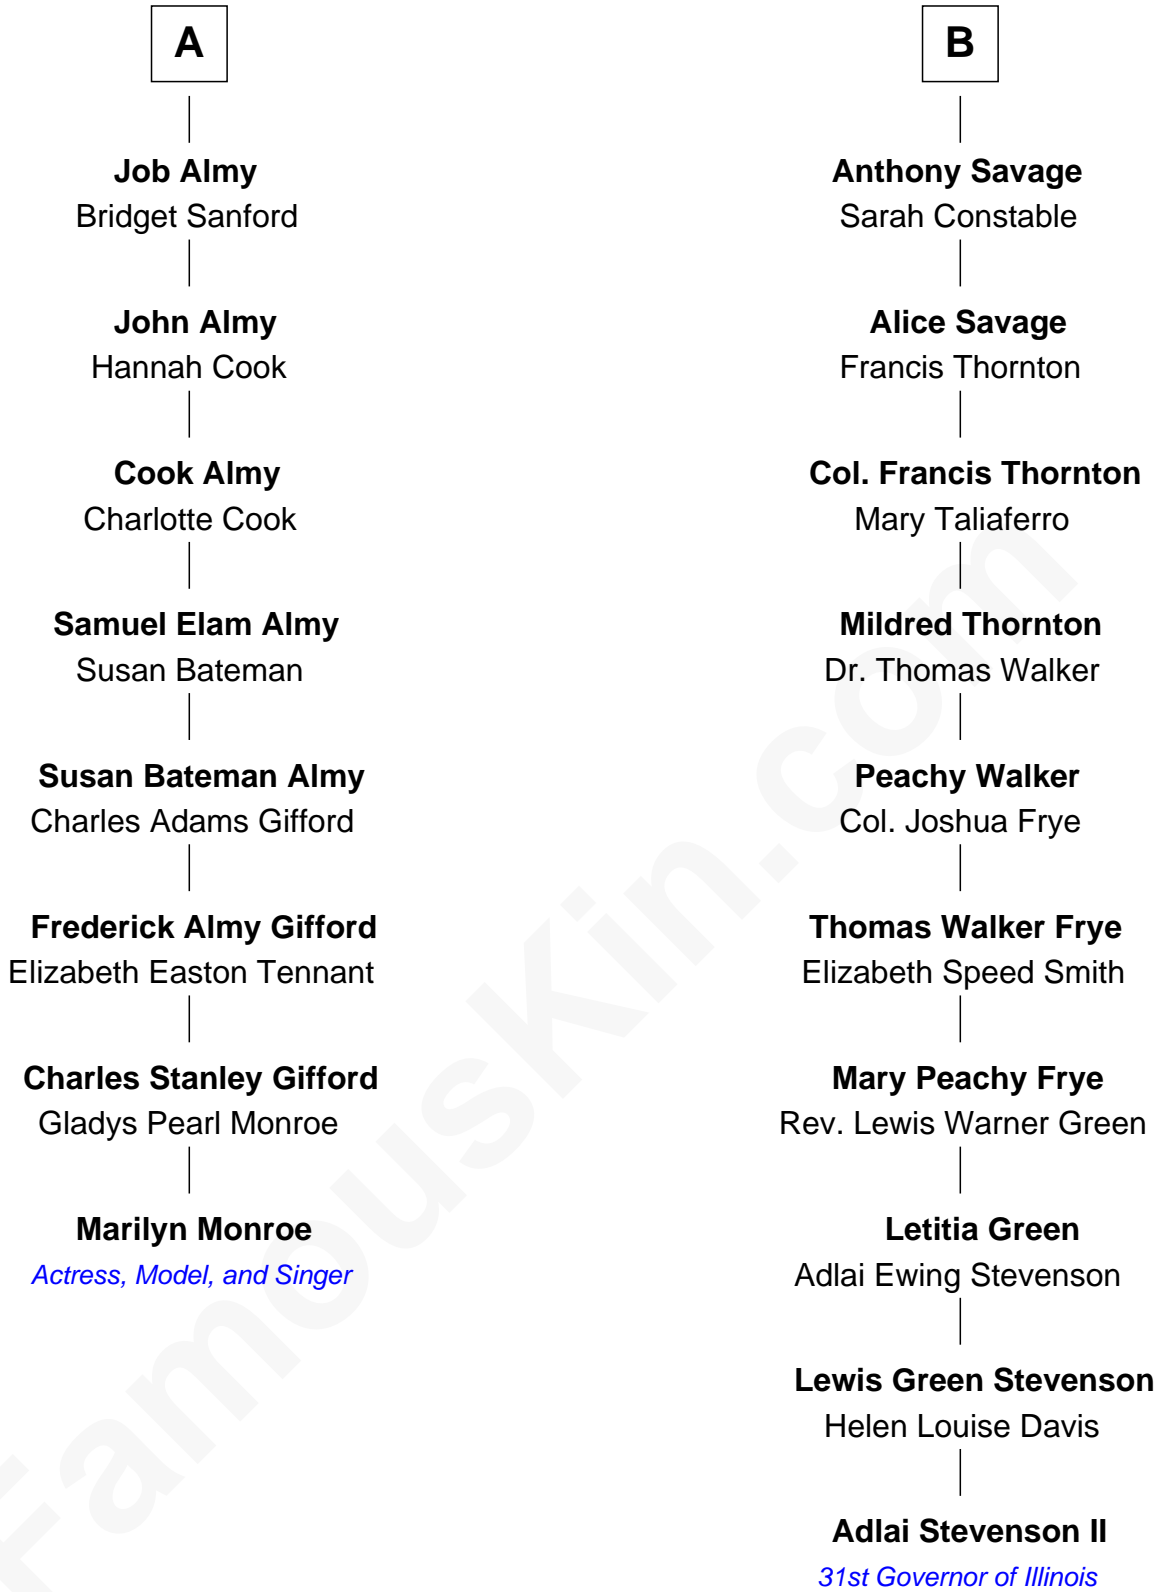 A
Job Almy
Bridget Sanford
John Almy
Hannah Cook
Cook Almy
Charlotte Cook
Samuel Elam Almy
Susan Bateman
Susan Bateman Almy
Charles Adams Gifford
Frederick Almy Gifford
Elizabeth Easton Tennant
Charles Stanley Gifford
Gladys Pearl Monroe
Marilyn Monroe
Actress, Model, and Singer
B
Anthony Savage
Sarah Constable
Alice Savage
Francis Thornton
Col. Francis Thornton
Mary Taliaferro
Mildred Thornton
Dr. Thomas Walker
Peachy Walker
Col. Joshua Frye
Thomas Walker Frye
Elizabeth Speed Smith
Mary Peachy Frye
Rev. Lewis Warner Green
Letitia Green
Adlai Ewing Stevenson
Lewis Green Stevenson
Helen Louise Davis
Adlai Stevenson II
31st Governor of Illinois
FamousKin.com